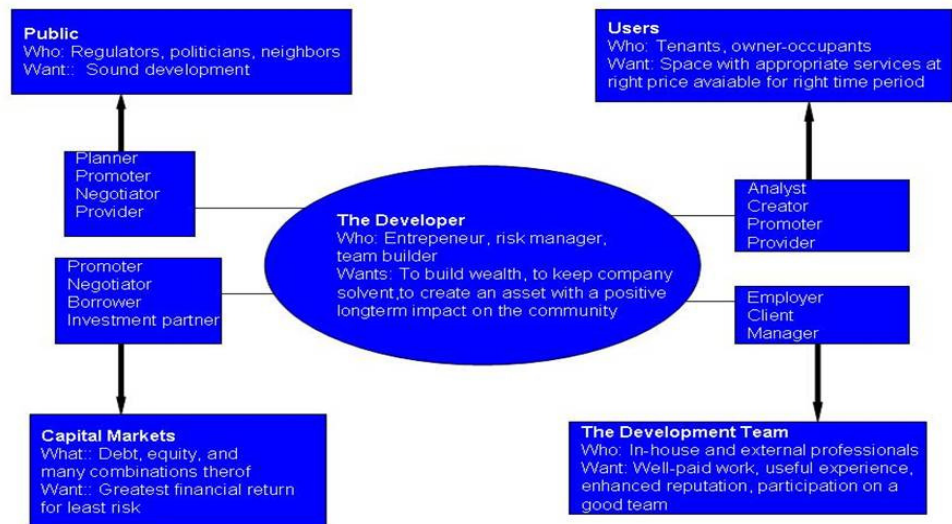 Public
Who: Regulators, politicians, neighbors
Want:: Sound development
Users
Who: Tenants, owner-occupants
Want: Space with appropriate services at
right price avaiable for right time period
Planner
Promoter
Negotiator
Provider
Analyst
Creator
Promoter
Provider
The Developer
Who: Entrepeneur, risk manager,
team builder
Wants: To build wealth, to keep company
solvent,to create an asset with a positive
longterm impact on the community
Promoter
Negotiator
Borrower
Investment partner
Employer
Client
Manager
Capital Markets
What:: Debt, equity, and
many combinations therof
Want:: Greatest financial return
for least risk
The Development Team
Who: In-house and external professionals
Want: Well-paid work, useful experience,
enhanced reputation, participation on a
good team